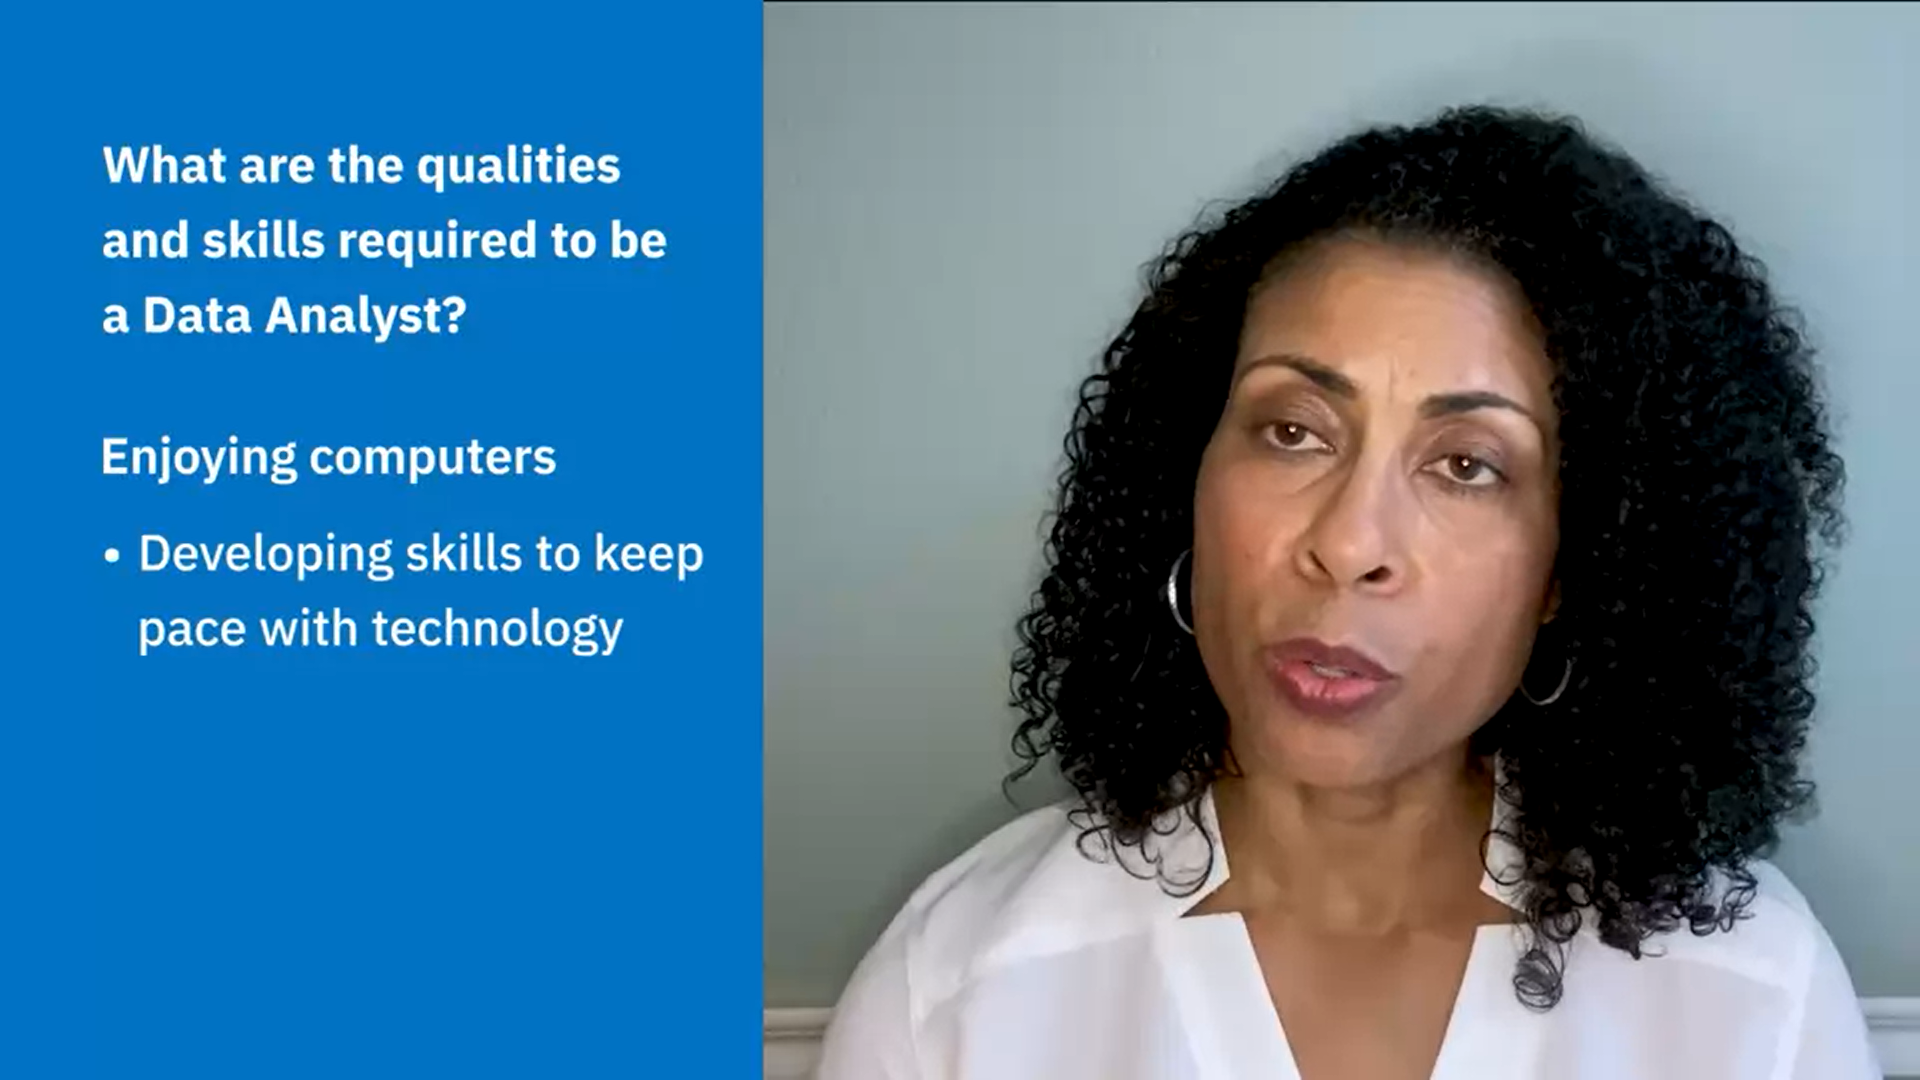 What are the qualities
and skills required to be
a Data Analyst?
Enjoying computers
• Developing skills to keep
pace with technology